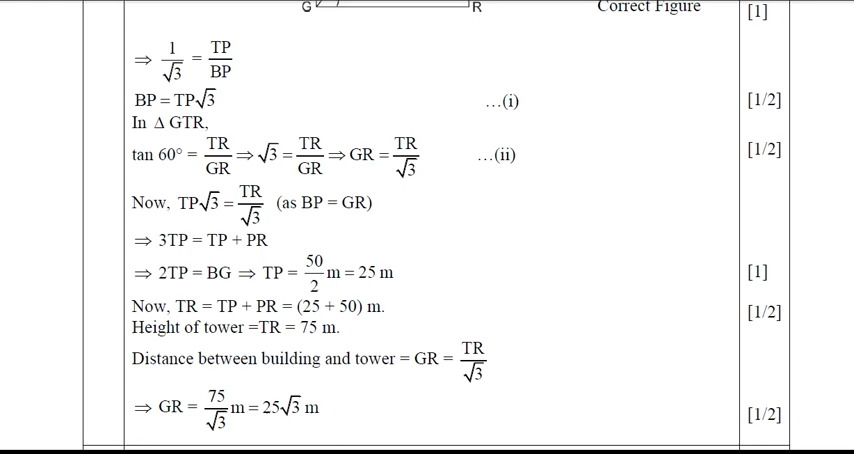 G R Correct Figure [1]
⇒ 1/√3 = TP/BP
BP = TP√3 …(i) [1/2]
In Δ GTR,
tan 60° = TR/GR ⇒ √3 = TR/GR ⇒ GR = TR/√3 …(ii) [1/2]
Now, TP√3 = TR/√3 (as BP = GR)
⇒ 3TP = TP + PR
⇒ 2TP = BG ⇒ TP = 50/2 m = 25 m [1]
Now, TR = TP + PR = (25 + 50) m. [1/2]
Height of tower =TR = 75 m.
Distance between building and tower = GR = TR/√3
⇒ GR = 75/√3 m = 25√3 m [1/2]